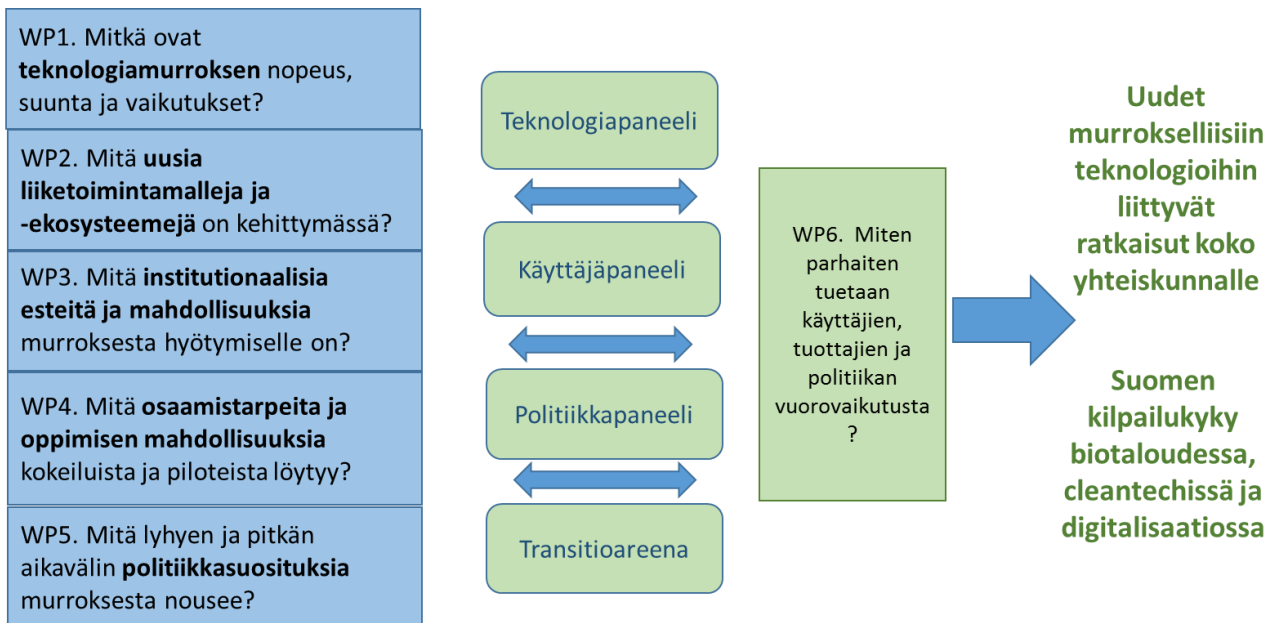 WP1. Mitkä ovat
teknologiamurroksen nopeus,
suunta ja vaikutukset?
WP2. Mitä uusia
liiketoimintamalleja ja
-ekosysteemejä on kehittymässä?
WP3. Mitä institutionaalisia
esteitä ja mahdollisuuksia
murroksesta hyötymiselle on?
WP4. Mitä osaamistarpeita ja
oppimisen mahdollisuuksia
kokeiluista ja piloteista löytyy?
WP5. Mitä lyhyen ja pitkän
aikavälin politiikkasuosituksia
murroksesta nousee?
Teknologiapaneeli
Käyttäjäpaneeli
Politiikkapaneeli
Transitioareena
WP6. Miten
parhaiten
tuetaan
käyttäjien,
tuottajien ja
politiikan
vuorovaikutusta
?
Uudet
murrokselliisiin
teknologioihin
liittyvät
ratkaisut koko
yhteiskunnalle
Suomen
kilpailukyky
biotaloudessa,
cleantechissä ja
digitalisaatiossa